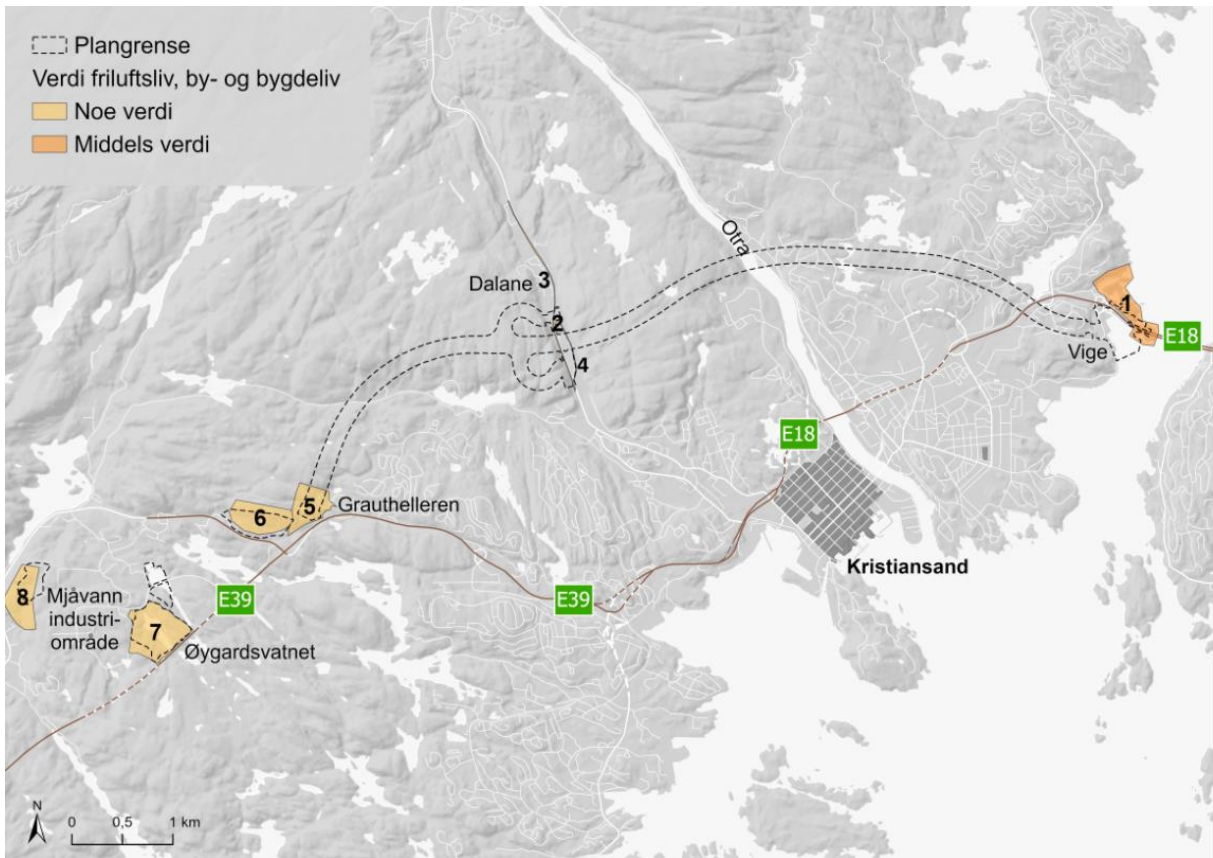 Plangrense
Verdi friluftsliv, by- og bygdeliv
Noe verdi
Middels verdi
Otra
3
Dalane
2
4
1
E18
Vige
E18
5
Grauthelleren
6
Kristiansand
8
Mjåvann
industri-
område
E39
E39
7
Øygardsvatnet
N
0 0,5 1 km